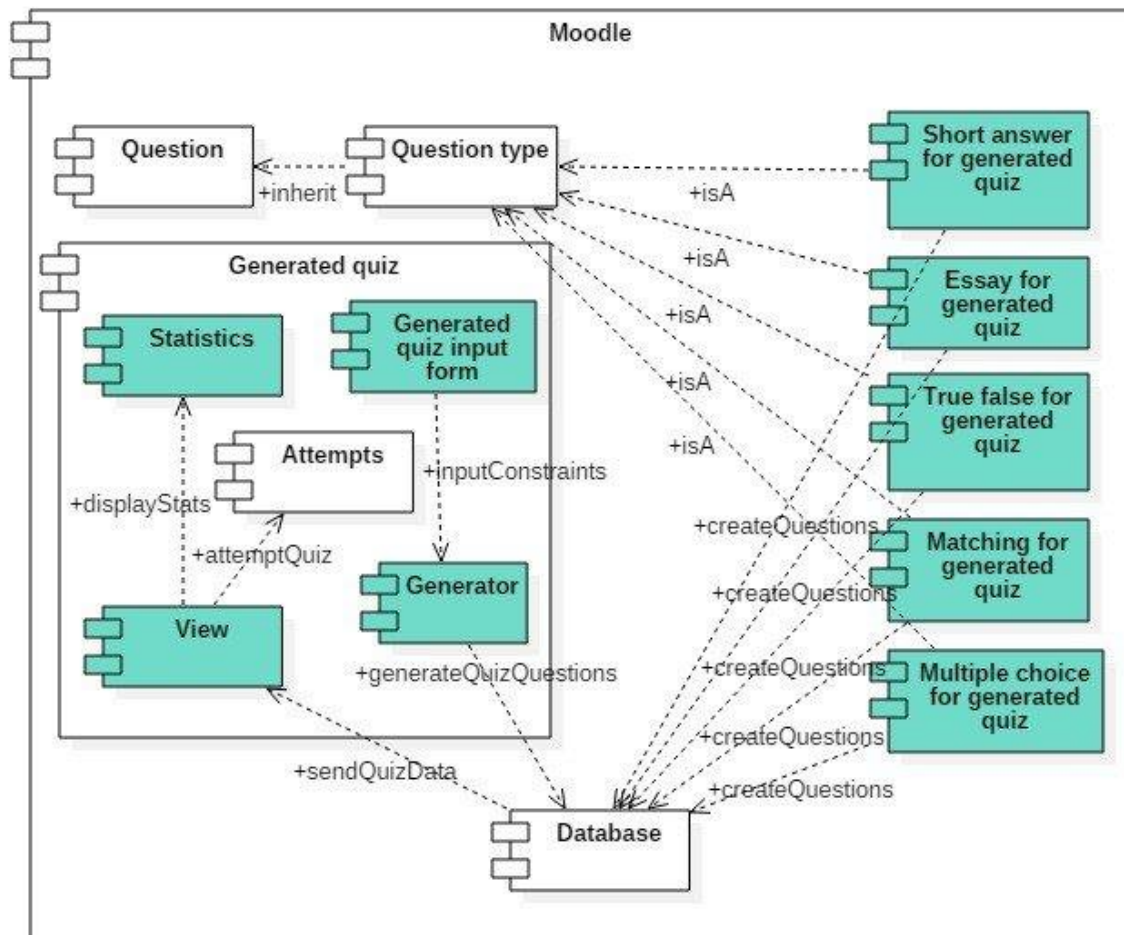 Moodle
Question
Question type
Short answer
for generated
quiz
+inherit
+isA
Generated quiz
+isA
Essay for
generated
quiz
Statistics
Generated
quiz input
form
+isA
+isA
True false for
generated
quiz
Attempts
+isA
+inputConstraints
+displayStats
+attemptQuiz
+createQuestions
Matching for
generated
quiz
Generator
+createQuestions
View
+generateQuizQuestions
+createQuestions
Multiple choice
for generated
quiz
+sendQuizData
+createQuestions
+createQuestions
Database